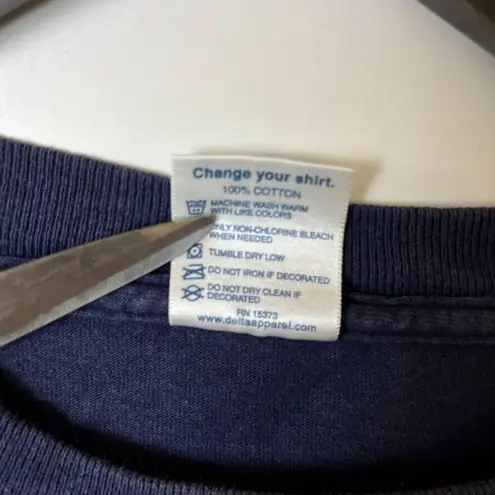 Change your shirt.
100% COTTON
MACHINE WASH WARM
WITH LIKE COLORS
ONLY NON-CHLORINE BLEACH
WHEN NEEDED
TUMBLE DRY LOW
DO NOT IRON IF DECORATED
DO NOT DRY CLEAN IF
DECORATED
RN 15373
www.deltaapparel.com